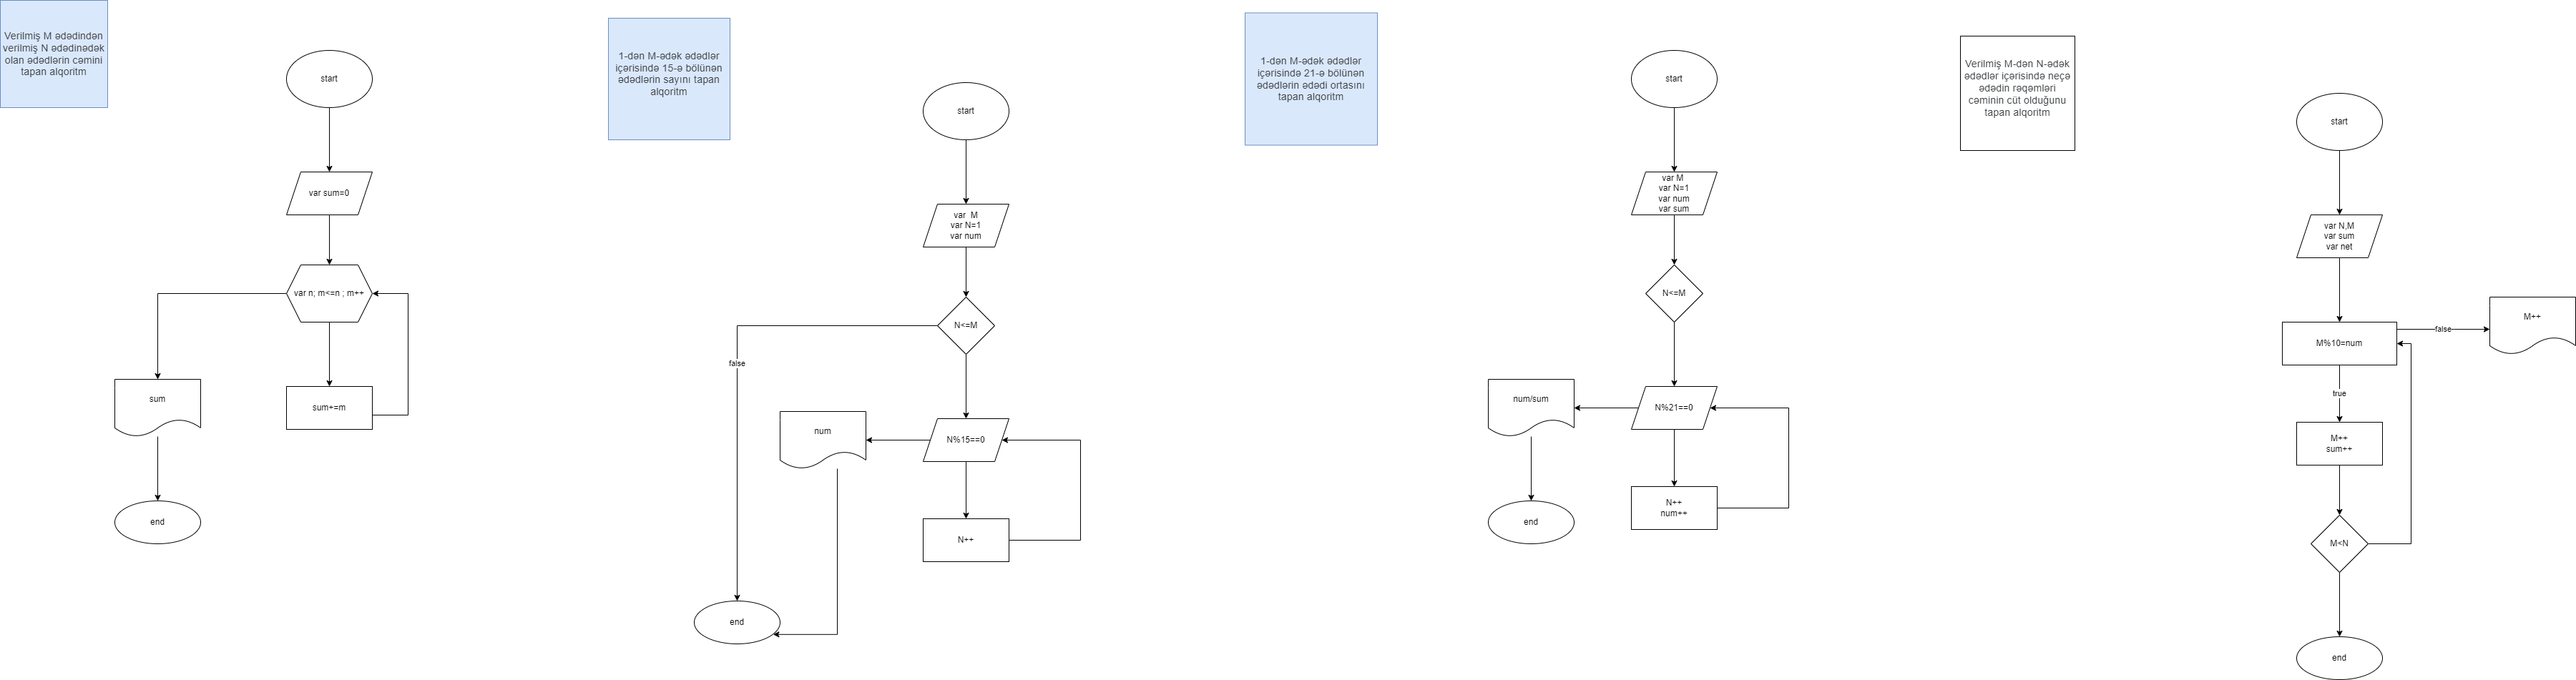 Verilmiş M ədədindən
verilmiş N ədədinədək
olan ədədlərin cəmini
tapan alqoritm
start
var sum=0
var n; m<=n ; m++
sum+=m
sum
end
1-dən M-ədək ədədlər
içərisində 15-ə bölünən
ədədlərin sayını tapan
alqoritm
start
var  M
var N=1
var num
N<=M
false
N%15==0
num
N++
end
1-dən M-ədək ədədlər
içərisində 21-ə bölünən
ədədlərin ədədi ortasını
tapan alqoritm
start
var M
var N=1
var num
var sum
N<=M
N%21==0
num/sum
N++
num++
end
Verilmiş M-dən N-ədək
ədədlər içərisində neçə
ədədin rəqəmləri
cəminin cüt olduğunu
tapan alqoritm
start
var N,M
var sum
var net
M%10=num
false
M++
true
M++
sum++
M<N
end